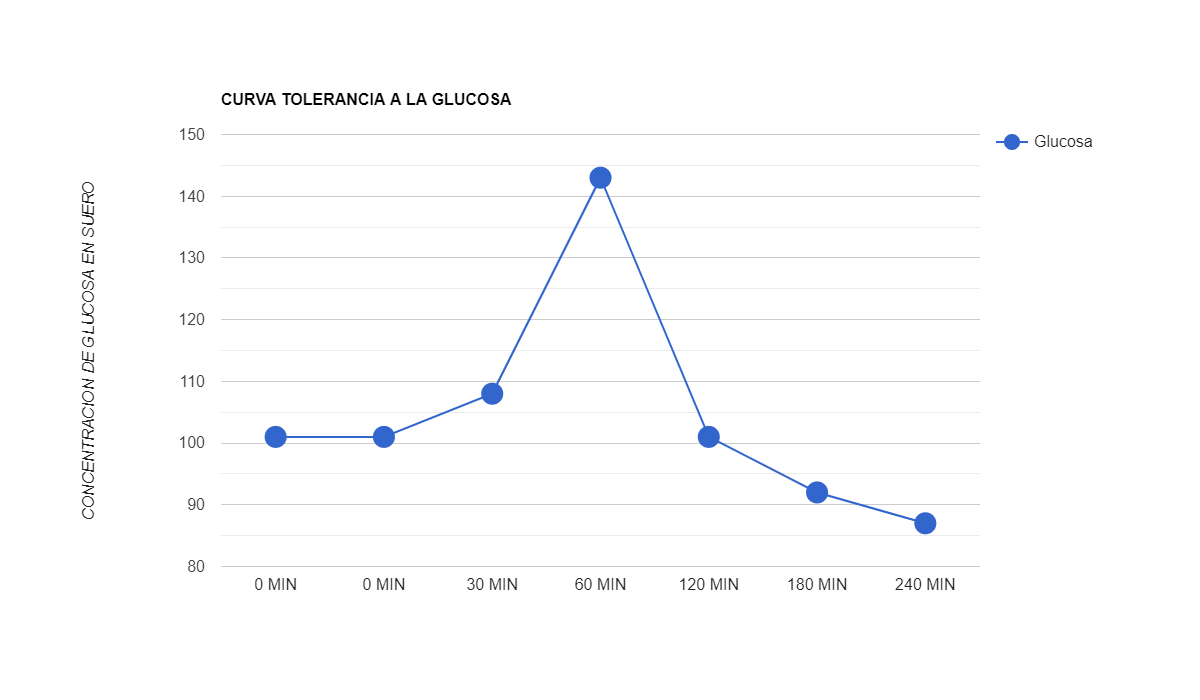 CURVA TOLERANCIA A LA GLUCOSA
Glucosa
CONCENTRACION DE GLUCOSA EN SUERO
150
140
130
120
110
100
90
80
0 MIN
0 MIN
30 MIN
60 MIN
120 MIN
180 MIN
240 MIN